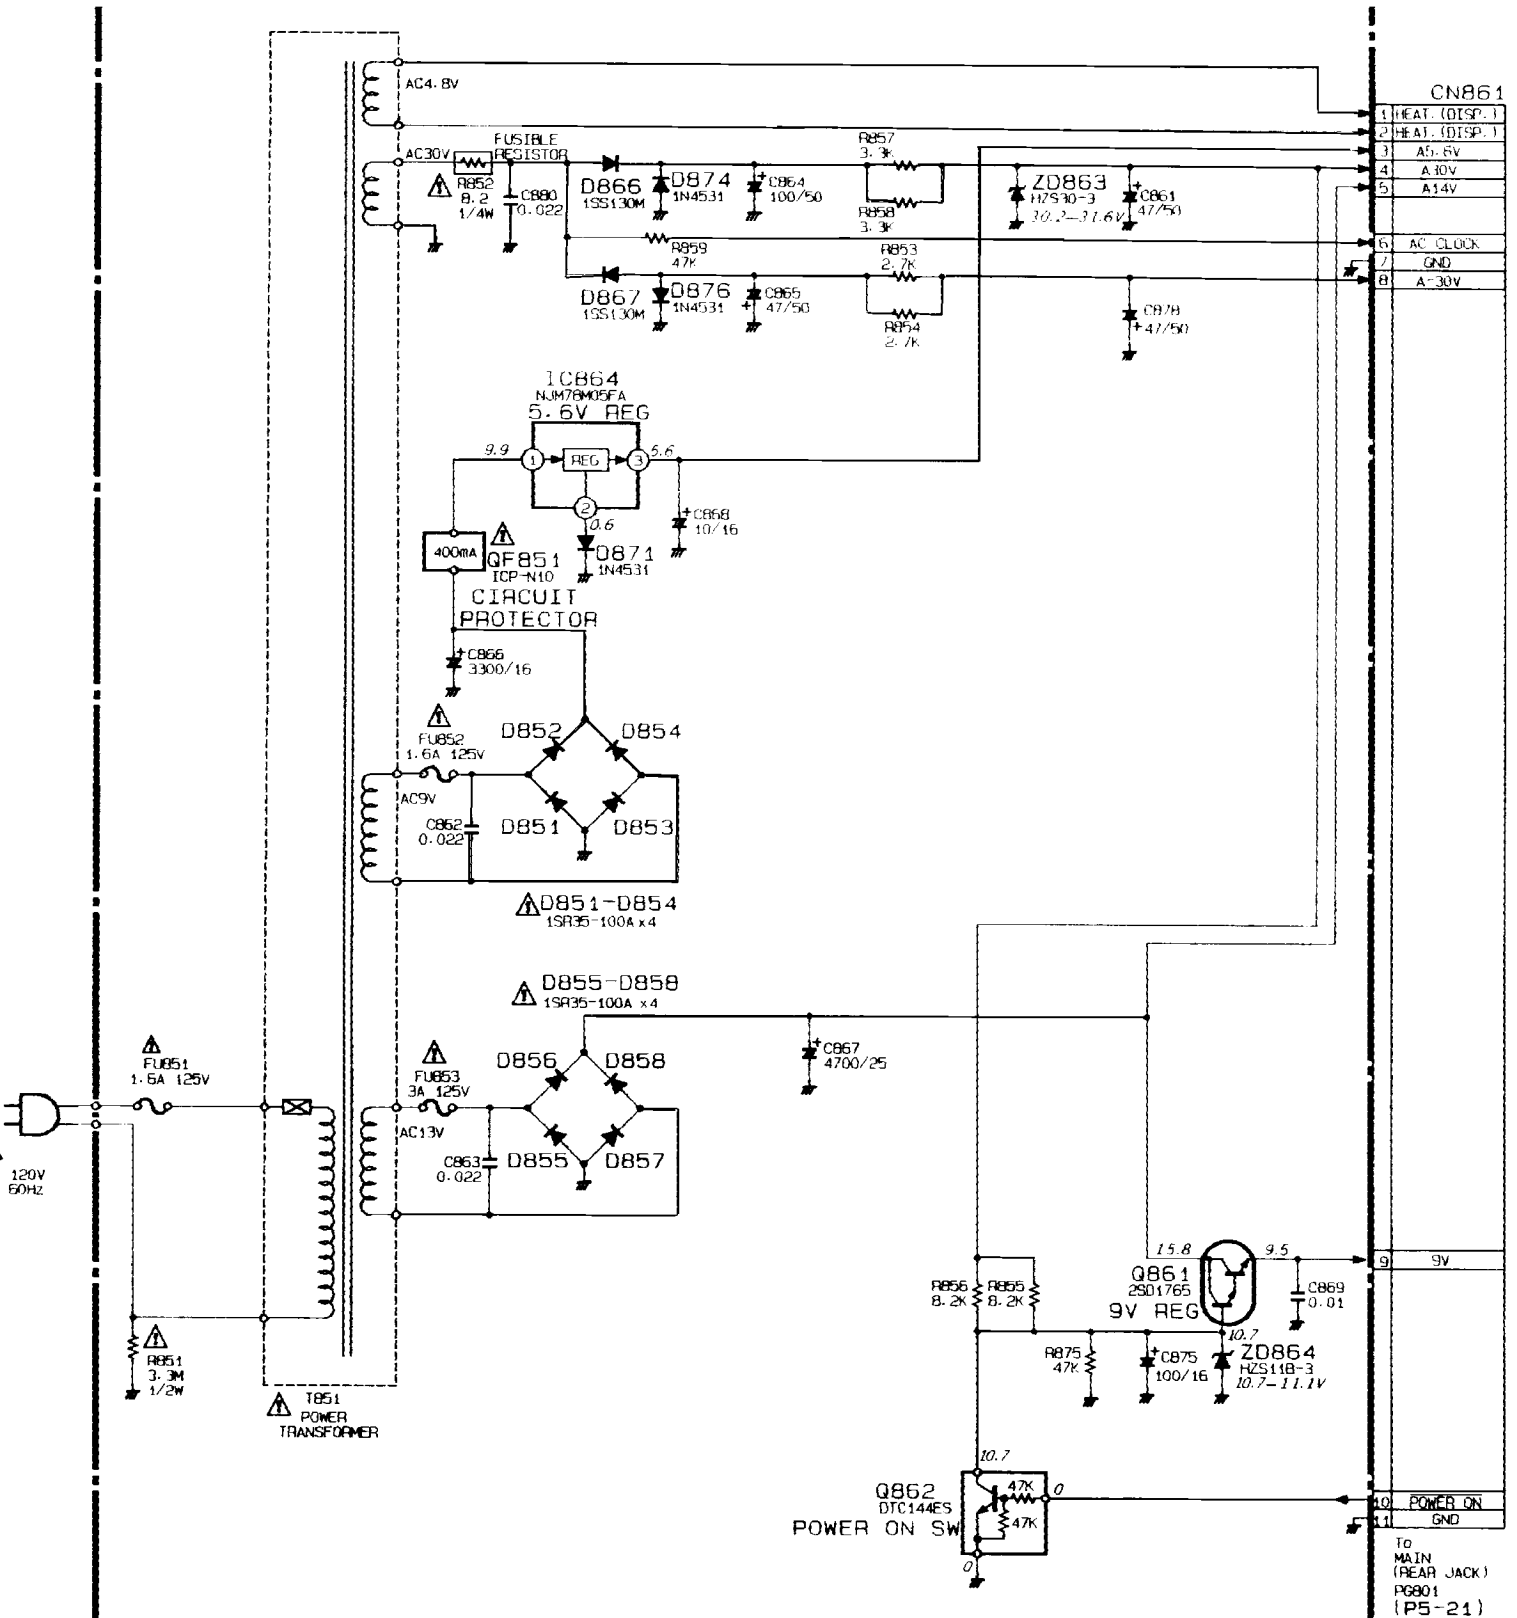 CN861
AC4.8V
1 HEAT.(DISP.)
2 HEAT.(DISP.)
3 A5.6V
4 A30V
5 A14V
6 AC CLOCK
7 GND
8 A-30V
AC30V
FUSIBLE
RESISTOR
R852
8.2
1/4W
C880
0.022
D866
1SS130M
D874
1N4531
C864
100/50
R857
3.3K
R858
3.3K
ZD863
HZS30-3
30.2-31.6V
C861
47/50
R859
47K
R853
2.7K
D867
1SS130M
D876
1N4531
C865
47/50
R854
2.7K
C878
47/50
IC864
NJM78M05FA
5.6V REG
9.9
1
REG
3
5.6
2
0.6
C868
10/16
400mA
QF851
ICP-N10
D871
1N4531
CIRCUIT
PROTECTOR
C866
3300/16
FU852
1.6A 125V
D852
D854
AC9V
C862
0.022
D851
D853
D851-D854
1SR35-100A x4
D855-D858
1SR35-100A x4
FU851
1.6A 125V
FU853
3A 125V
D856
D858
C867
4700/25
AC13V
C863
0.022
D855
D857
120V
60HZ
15.8
9.5
9 9V
Q861
2SD1765
9V REG
C869
0.01
R856
8.2K
R855
8.2K
10.7
R875
47K
C875
100/16
ZD864
HZS11B-3
10.7-11.1V
R851
3.3M
1/2W
T851
POWER
TRANSFORMER
10.7
Q862
DTC144ES
POWER ON SW
47K
47K
0
0
10 POWER ON
11 GND
To
MAIN
(REAR JACK)
PG801
(P5-21)